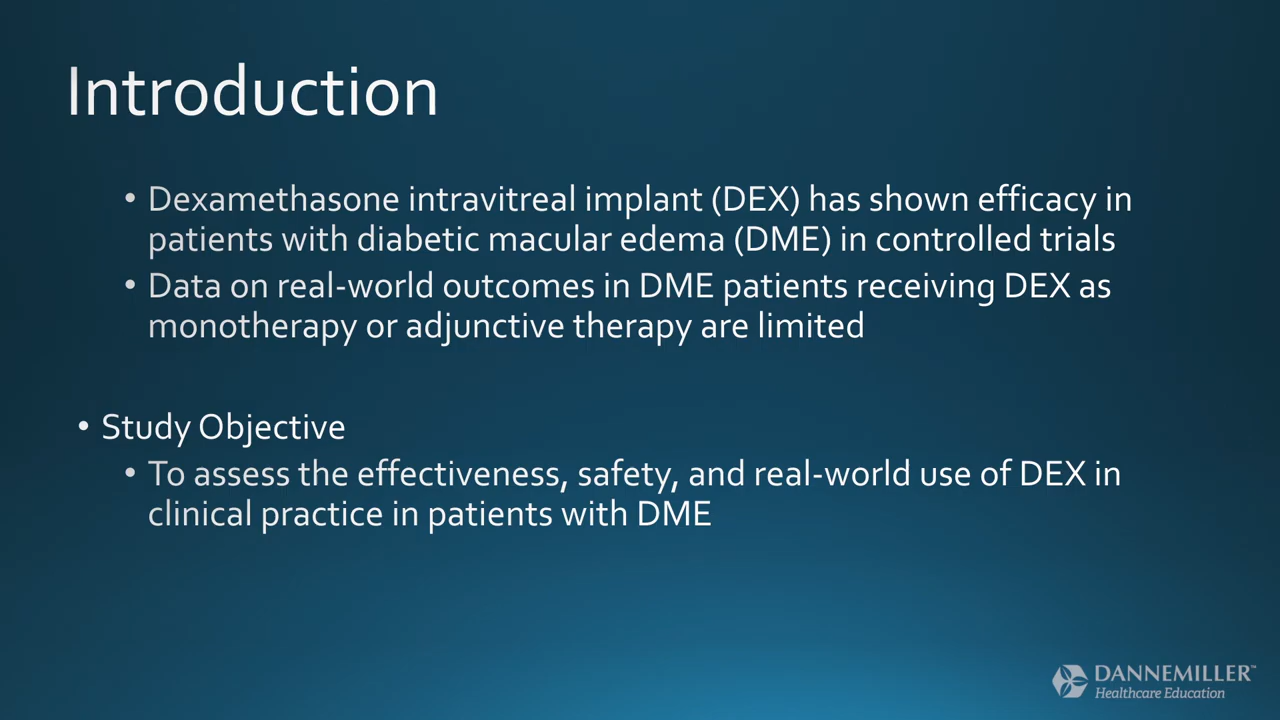 Introduction
• Dexamethasone intravitreal implant (DEX) has shown efficacy in
patients with diabetic macular edema (DME) in controlled trials
• Data on real-world outcomes in DME patients receiving DEX as
monotherapy or adjunctive therapy are limited
• Study Objective
• To assess the effectiveness, safety, and real-world use of DEX in
clinical practice in patients with DME
DANNEMILLER™
Healthcare Education